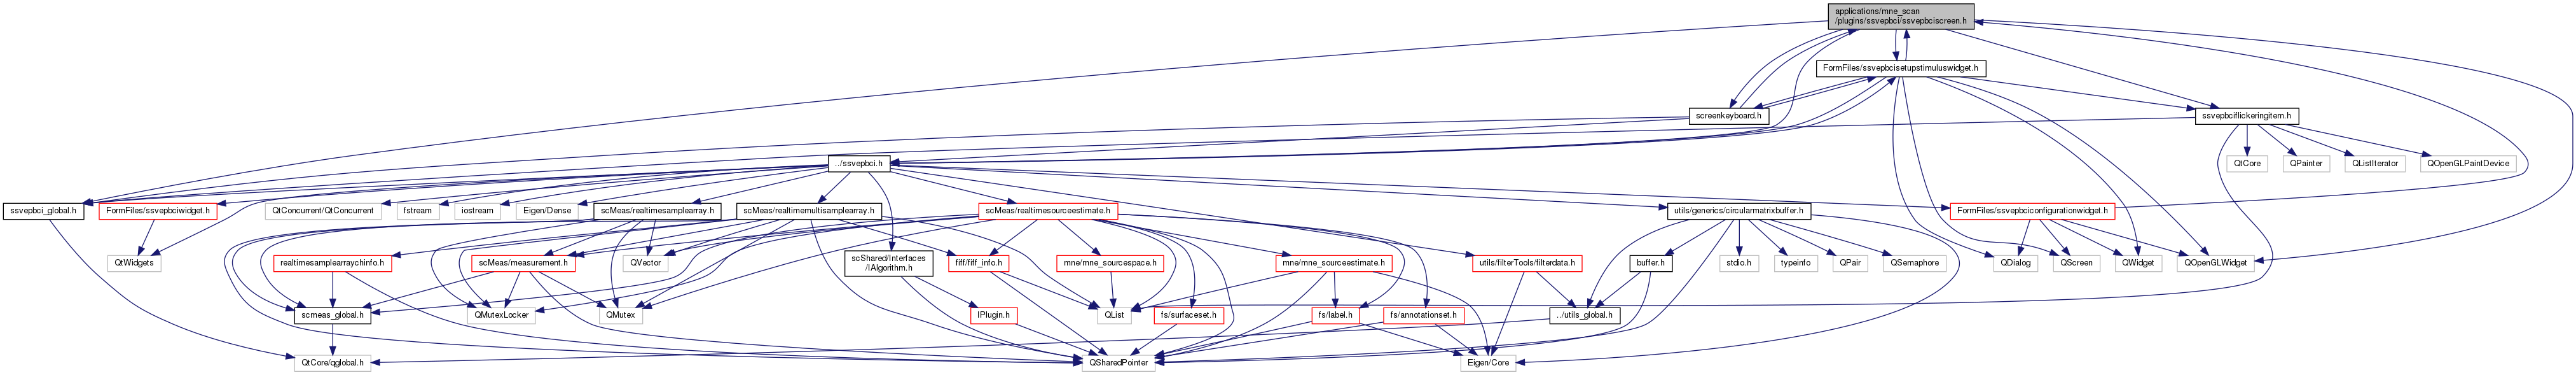 applications/mne_scan
/plugins/ssvepbci/ssvepbciscreen.h
FormFiles/ssvepbcisetupstimuluswidget.h
screenkeyboard.h
ssvepbciflickeringitem.h
../ssvepbci.h
QtCore
QPainter
QListIterator
QOpenGLPaintDevice
ssvepbci_global.h
FormFiles/ssvepbciwidget.h
QtConcurrent/QtConcurrent
fstream
iostream
Eigen/Dense
scMeas/realtimesamplearray.h
scMeas/realtimemultisamplearray.h
scMeas/realtimesourceestimate.h
utils/generics/circularmatrixbuffer.h
FormFiles/ssvepbciconfigurationwidget.h
QtWidgets
realtimesamplearraychinfo.h
scMeas/measurement.h
QVector
scShared/Interfaces
/IAlgorithm.h
fiff/fiff_info.h
mne/mne_sourcespace.h
mne/mne_sourceestimate.h
utils/filterTools/filterdata.h
buffer.h
stdio.h
typeinfo
QPair
QSemaphore
QDialog
QScreen
QWidget
QOpenGLWidget
scmeas_global.h
QMutexLocker
QMutex
IPlugin.h
QList
fs/surfaceset.h
fs/label.h
fs/annotationset.h
../utils_global.h
QtCore/qglobal.h
QSharedPointer
Eigen/Core